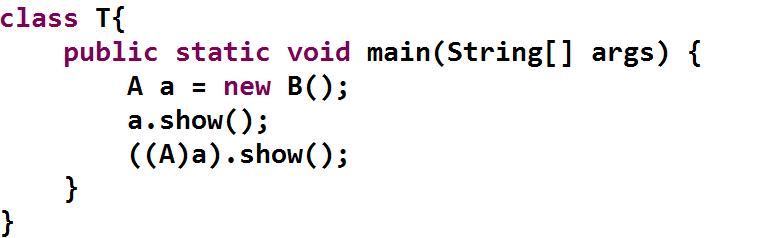 class T{
    public static void main(String[] args) {
        A a = new B();
        a.show();
        ((A)a).show();
    }
}